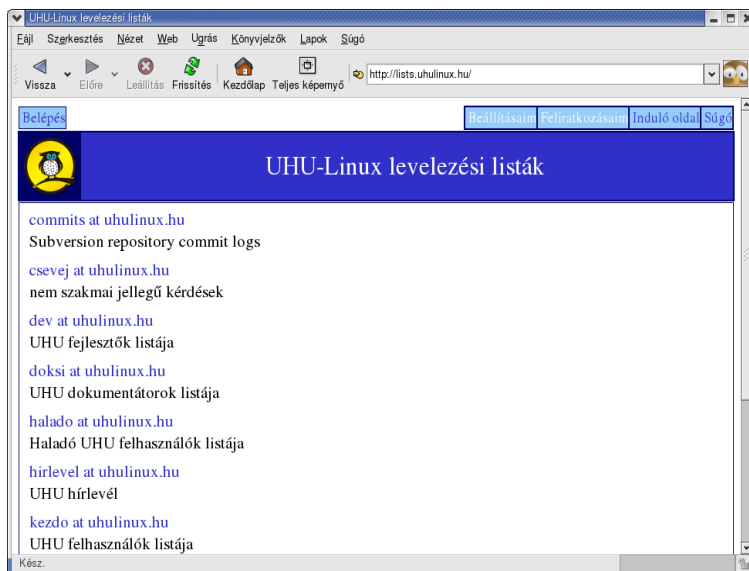 UHU-Linux levelezési listák
Fájl Szerkesztés Nézet Web Ugrás Könyvjelzők Lapok Súgó
Vissza Előre Leállítás Frissítés Kezdőlap Teljes képernyő http://lists.uhulinux.hu/
Belépés Beállításaim Feliratkozásaim Induló oldal Súgó
UHU-Linux levelezési listák
commits at uhulinux.hu
Subversion repository commit logs
csevej at uhulinux.hu
nem szakmai jellegű kérdések
dev at uhulinux.hu
UHU fejlesztők listája
doksi at uhulinux.hu
UHU dokumentátorok listája
halado at uhulinux.hu
Haladó UHU felhasználók listája
hirlevel at uhulinux.hu
UHU hírlevél
kezdo at uhulinux.hu
UHU felhasználók listája
Kész.